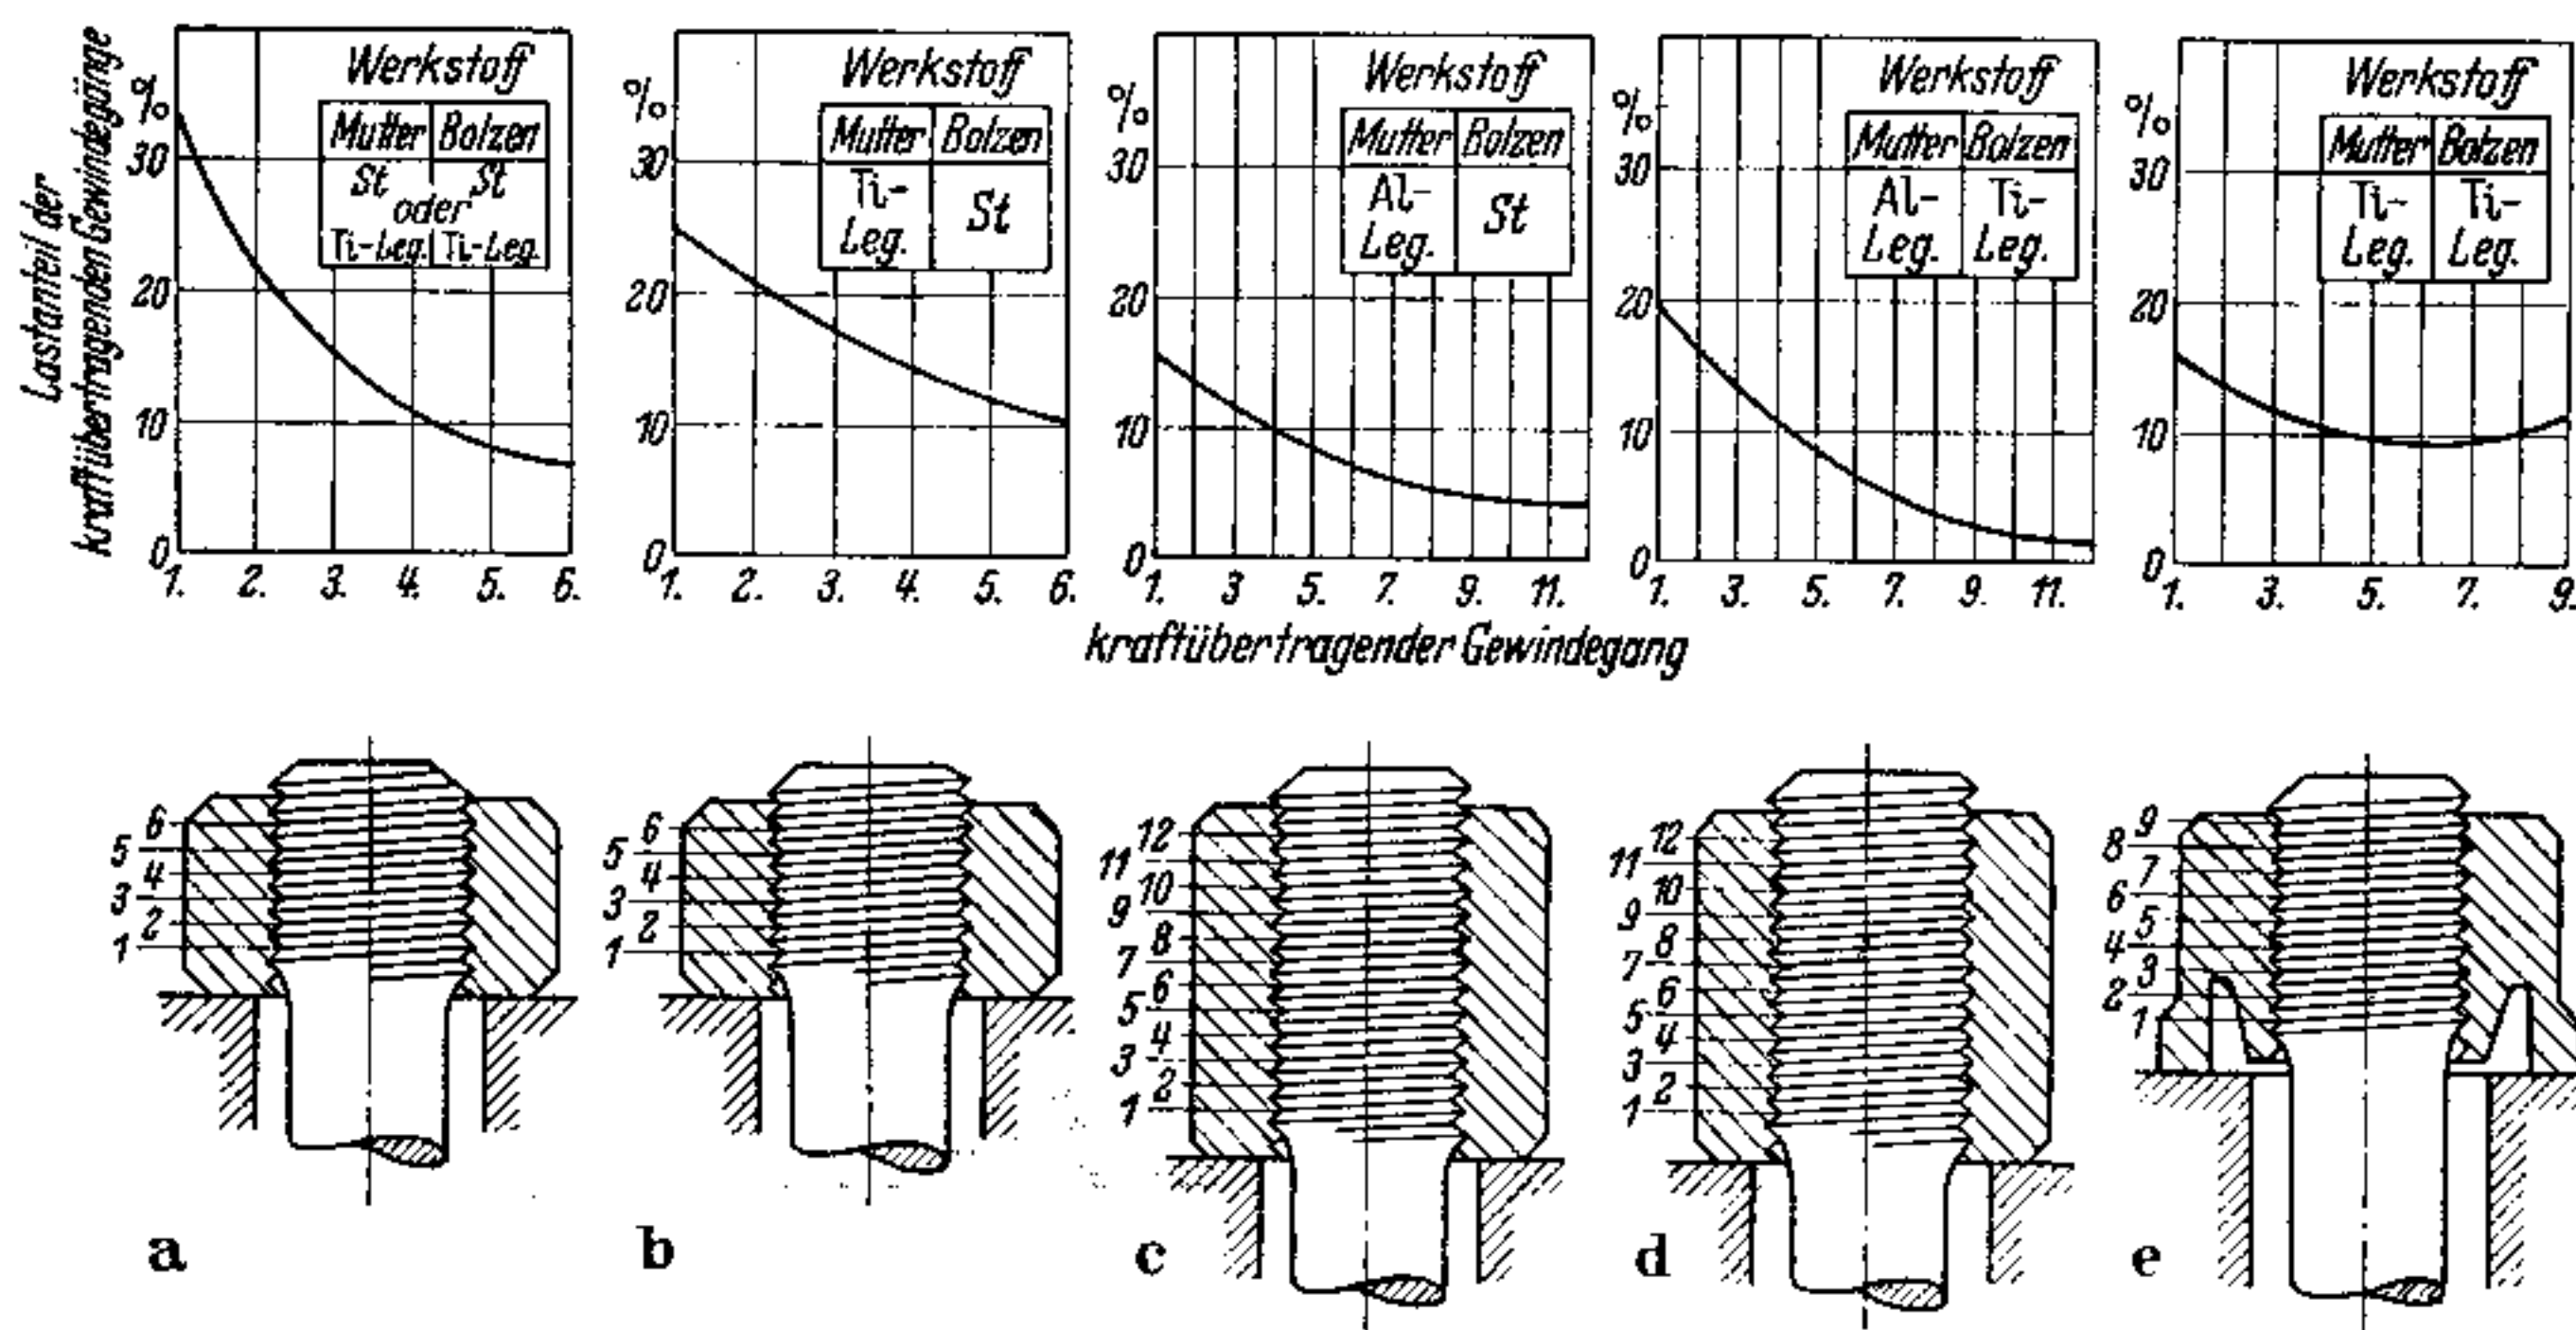 Lastanteil der
kraftübertragenden Gewindegänge
%
30
20
10
0
1. 2. 3. 4. 5. 6.
Werkstoff
Mutter Bolzen
St St
oder
Ti-Leg. Ti-Leg.
%
30
20
10
0
1. 2. 3. 4. 5. 6.
Werkstoff
Mutter Bolzen
Ti- St
Leg.
%
30
20
10
0
1. 3 5. 7. 9. 11.
Werkstoff
Mutter Bolzen
Al- St
Leg.
%
30
20
10
0
1. 3. 5. 7. 9. 11.
Werkstoff
Mutter Bolzen
Al- Ti-
Leg. Leg.
%
30
20
10
0
1. 3. 5. 7. 9.
Werkstoff
Mutter Bolzen
Ti- Ti-
Leg. Leg.
kraftübertragender Gewindegang
6
5
4
3
2
1
a
6
5
4
3
2
1
b
12
11
10
9
8
7
6
5
4
3
2
1
c
12
11
10
9
8
7
6
5
4
3
2
1
d
9
8
7
6
5
4
3
2
1
e